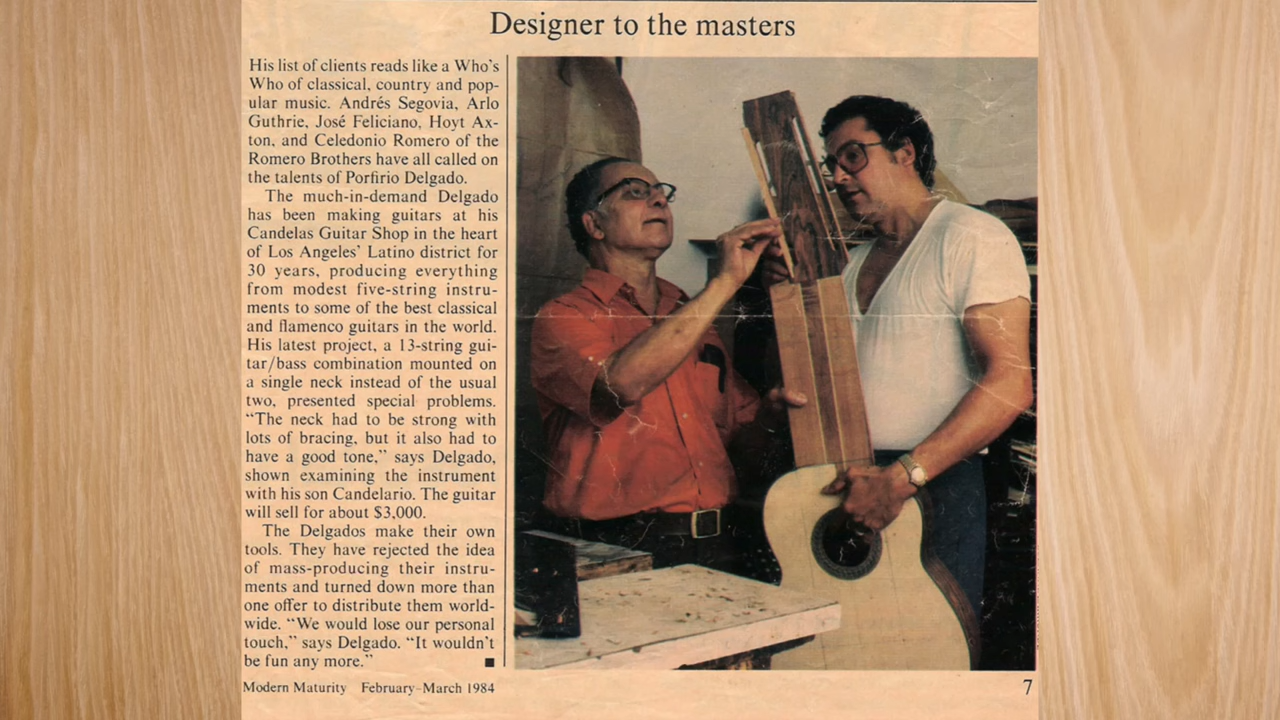 Designer to the masters
His list of clients reads like a Who's
Who of classical, country and pop-
ular music. Andrés Segovia, Arlo
Guthrie, José Feliciano, Hoyt Ax-
ton, and Celedonio Romero of the
Romero Brothers have all called on
the talents of Porfirio Delgado.
The much-in-demand Delgado
has been making guitars at his
Candelas Guitar Shop in the heart
of Los Angeles' Latino district for
30 years, producing everything
from modest five-string instru-
ments to some of the best classical
and flamenco guitars in the world.
His latest project, a 13-string gui-
tar/bass combination mounted on
a single neck instead of the usual
two, presented special problems.
“The neck had to be strong with
lots of bracing, but it also had to
have a good tone,” says Delgado,
shown examining the instrument
with his son Candelario. The guitar
will sell for about $3,000.
The Delgados make their own
tools. They have rejected the idea
of mass-producing their instru-
ments and turned down more than
one offer to distribute them world-
wide. “We would lose our personal
touch,” says Delgado. “It wouldn't
be fun any more.”
Modern Maturity February-March 1984
7